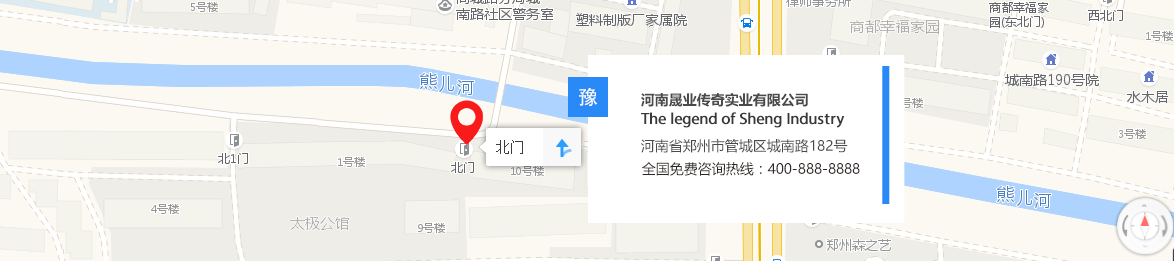 5号楼
南路社区警务室
塑料制版厂家属院
商都幸福家园
商都幸福家
园(东北门)
西北门
1号楼
熊儿河
城南路190号院
水木居
豫
河南晟业传奇实业有限公司
The legend of Sheng Industry
河南省郑州市管城区城南路182号
全国免费咨询热线：400-888-8888
北门
北1门
1号楼
北门
10号楼
3号楼
熊儿河
4号楼
太极公馆
9号楼
郑州森之艺